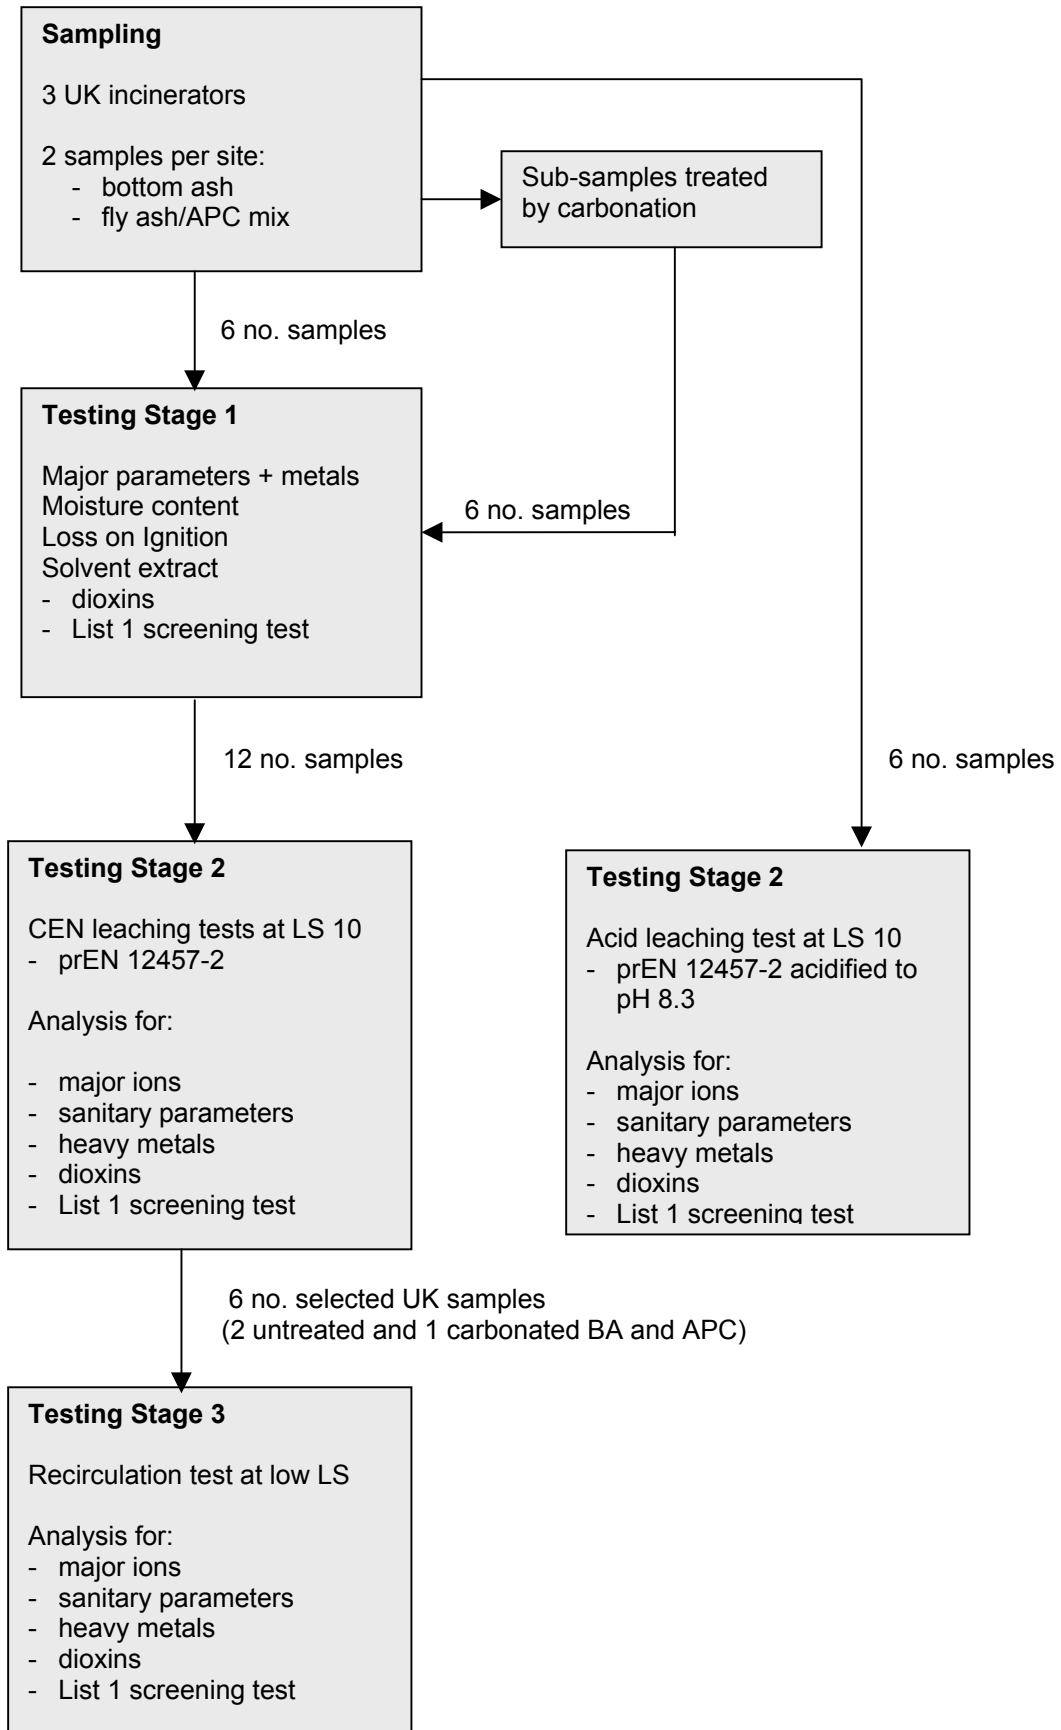 Sampling
3 UK incinerators
2 samples per site:
- bottom ash
- fly ash/APC mix
Sub-samples treated
by carbonation
6 no. samples
Testing Stage 1
Major parameters + metals
Moisture content
Loss on Ignition
Solvent extract
- dioxins
- List 1 screening test
6 no. samples
12 no. samples
6 no. samples
Testing Stage 2
CEN leaching tests at LS 10
- prEN 12457-2
Analysis for:
- major ions
- sanitary parameters
- heavy metals
- dioxins
- List 1 screening test
Testing Stage 2
Acid leaching test at LS 10
- prEN 12457-2 acidified to
pH 8.3
Analysis for:
- major ions
- sanitary parameters
- heavy metals
- dioxins
- List 1 screening test
6 no. selected UK samples
(2 untreated and 1 carbonated BA and APC)
Testing Stage 3
Recirculation test at low LS
Analysis for:
- major ions
- sanitary parameters
- heavy metals
- dioxins
- List 1 screening test